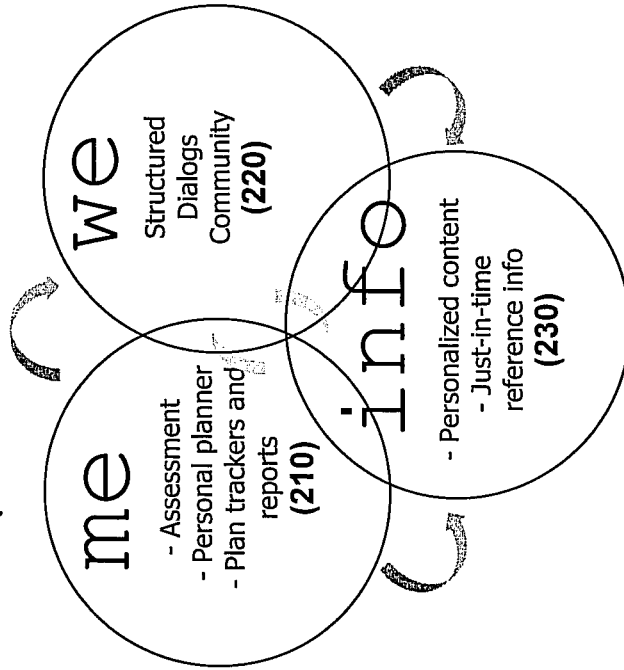 me
- Assessment
- Personal planner
- Plan trackers and
reports
(210)
we
Structured
Dialogs
Community
(220)
info
- Personalized content
- Just-in-time
reference info
(230)